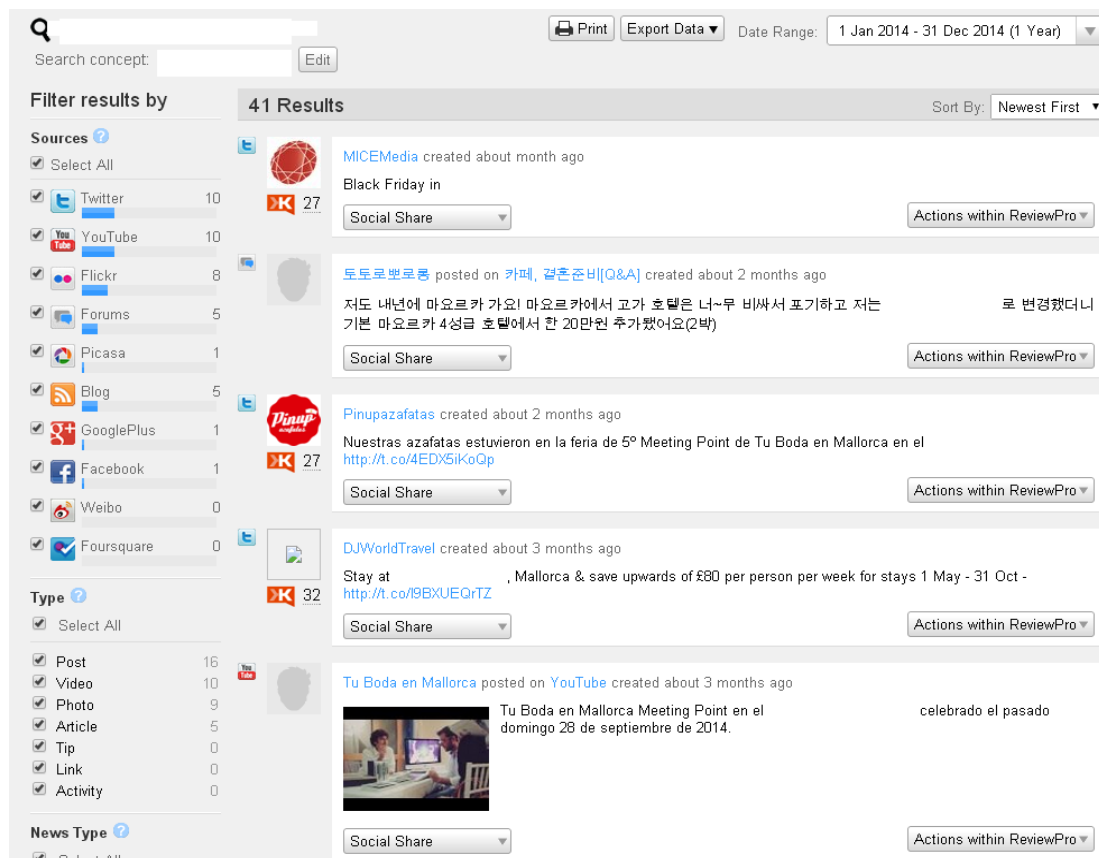 Print
Export Data ▼
Date Range:
1 Jan 2014 - 31 Dec 2014 (1 Year)
Search concept:
Edit
Filter results by
Sources ?
Select All
Twitter 10
YouTube 10
Flickr 8
Forums 5
Picasa 1
Blog 5
GooglePlus 1
Facebook 1
Weibo 0
Foursquare 0
Type ?
Select All
Post 16
Video 10
Photo 9
Article 5
Tip 0
Link 0
Activity 0
News Type ?
Select All
41 Results
Sort By: Newest First
MICEMedia created about month ago
Black Friday in
K 27
Social Share
Actions within ReviewPro
토토로뽀로롱 posted on 카페, 결혼준비[Q&A] created about 2 months ago
저도 내년에 마요르카 가요! 마요르카에서 고가 호텔은 너~무 비싸서 포기하고 저는 로 변경했더니
기본 마요르카 4성급 호텔에서 한 20만원 추가됐어요(2박)
Social Share
Actions within ReviewPro
Pinup
azafatas
Pinupazafatas created about 2 months ago
Nuestras azafatas estuvieron en la feria de 5º Meeting Point de Tu Boda en Mallorca en el
http://t.co/4EDX5iKoQp
K 27
Social Share
Actions within ReviewPro
DJWorldTravel created about 3 months ago
Stay at , Mallorca & save upwards of £80 per person per week for stays 1 May - 31 Oct -
http://t.co/l9BXUEQrTZ
K 32
Social Share
Actions within ReviewPro
You
Tube
Tu Boda en Mallorca posted on YouTube created about 3 months ago
Tu Boda en Mallorca Meeting Point en el celebrado el pasado
domingo 28 de septiembre de 2014.
Social Share
Actions within ReviewPro